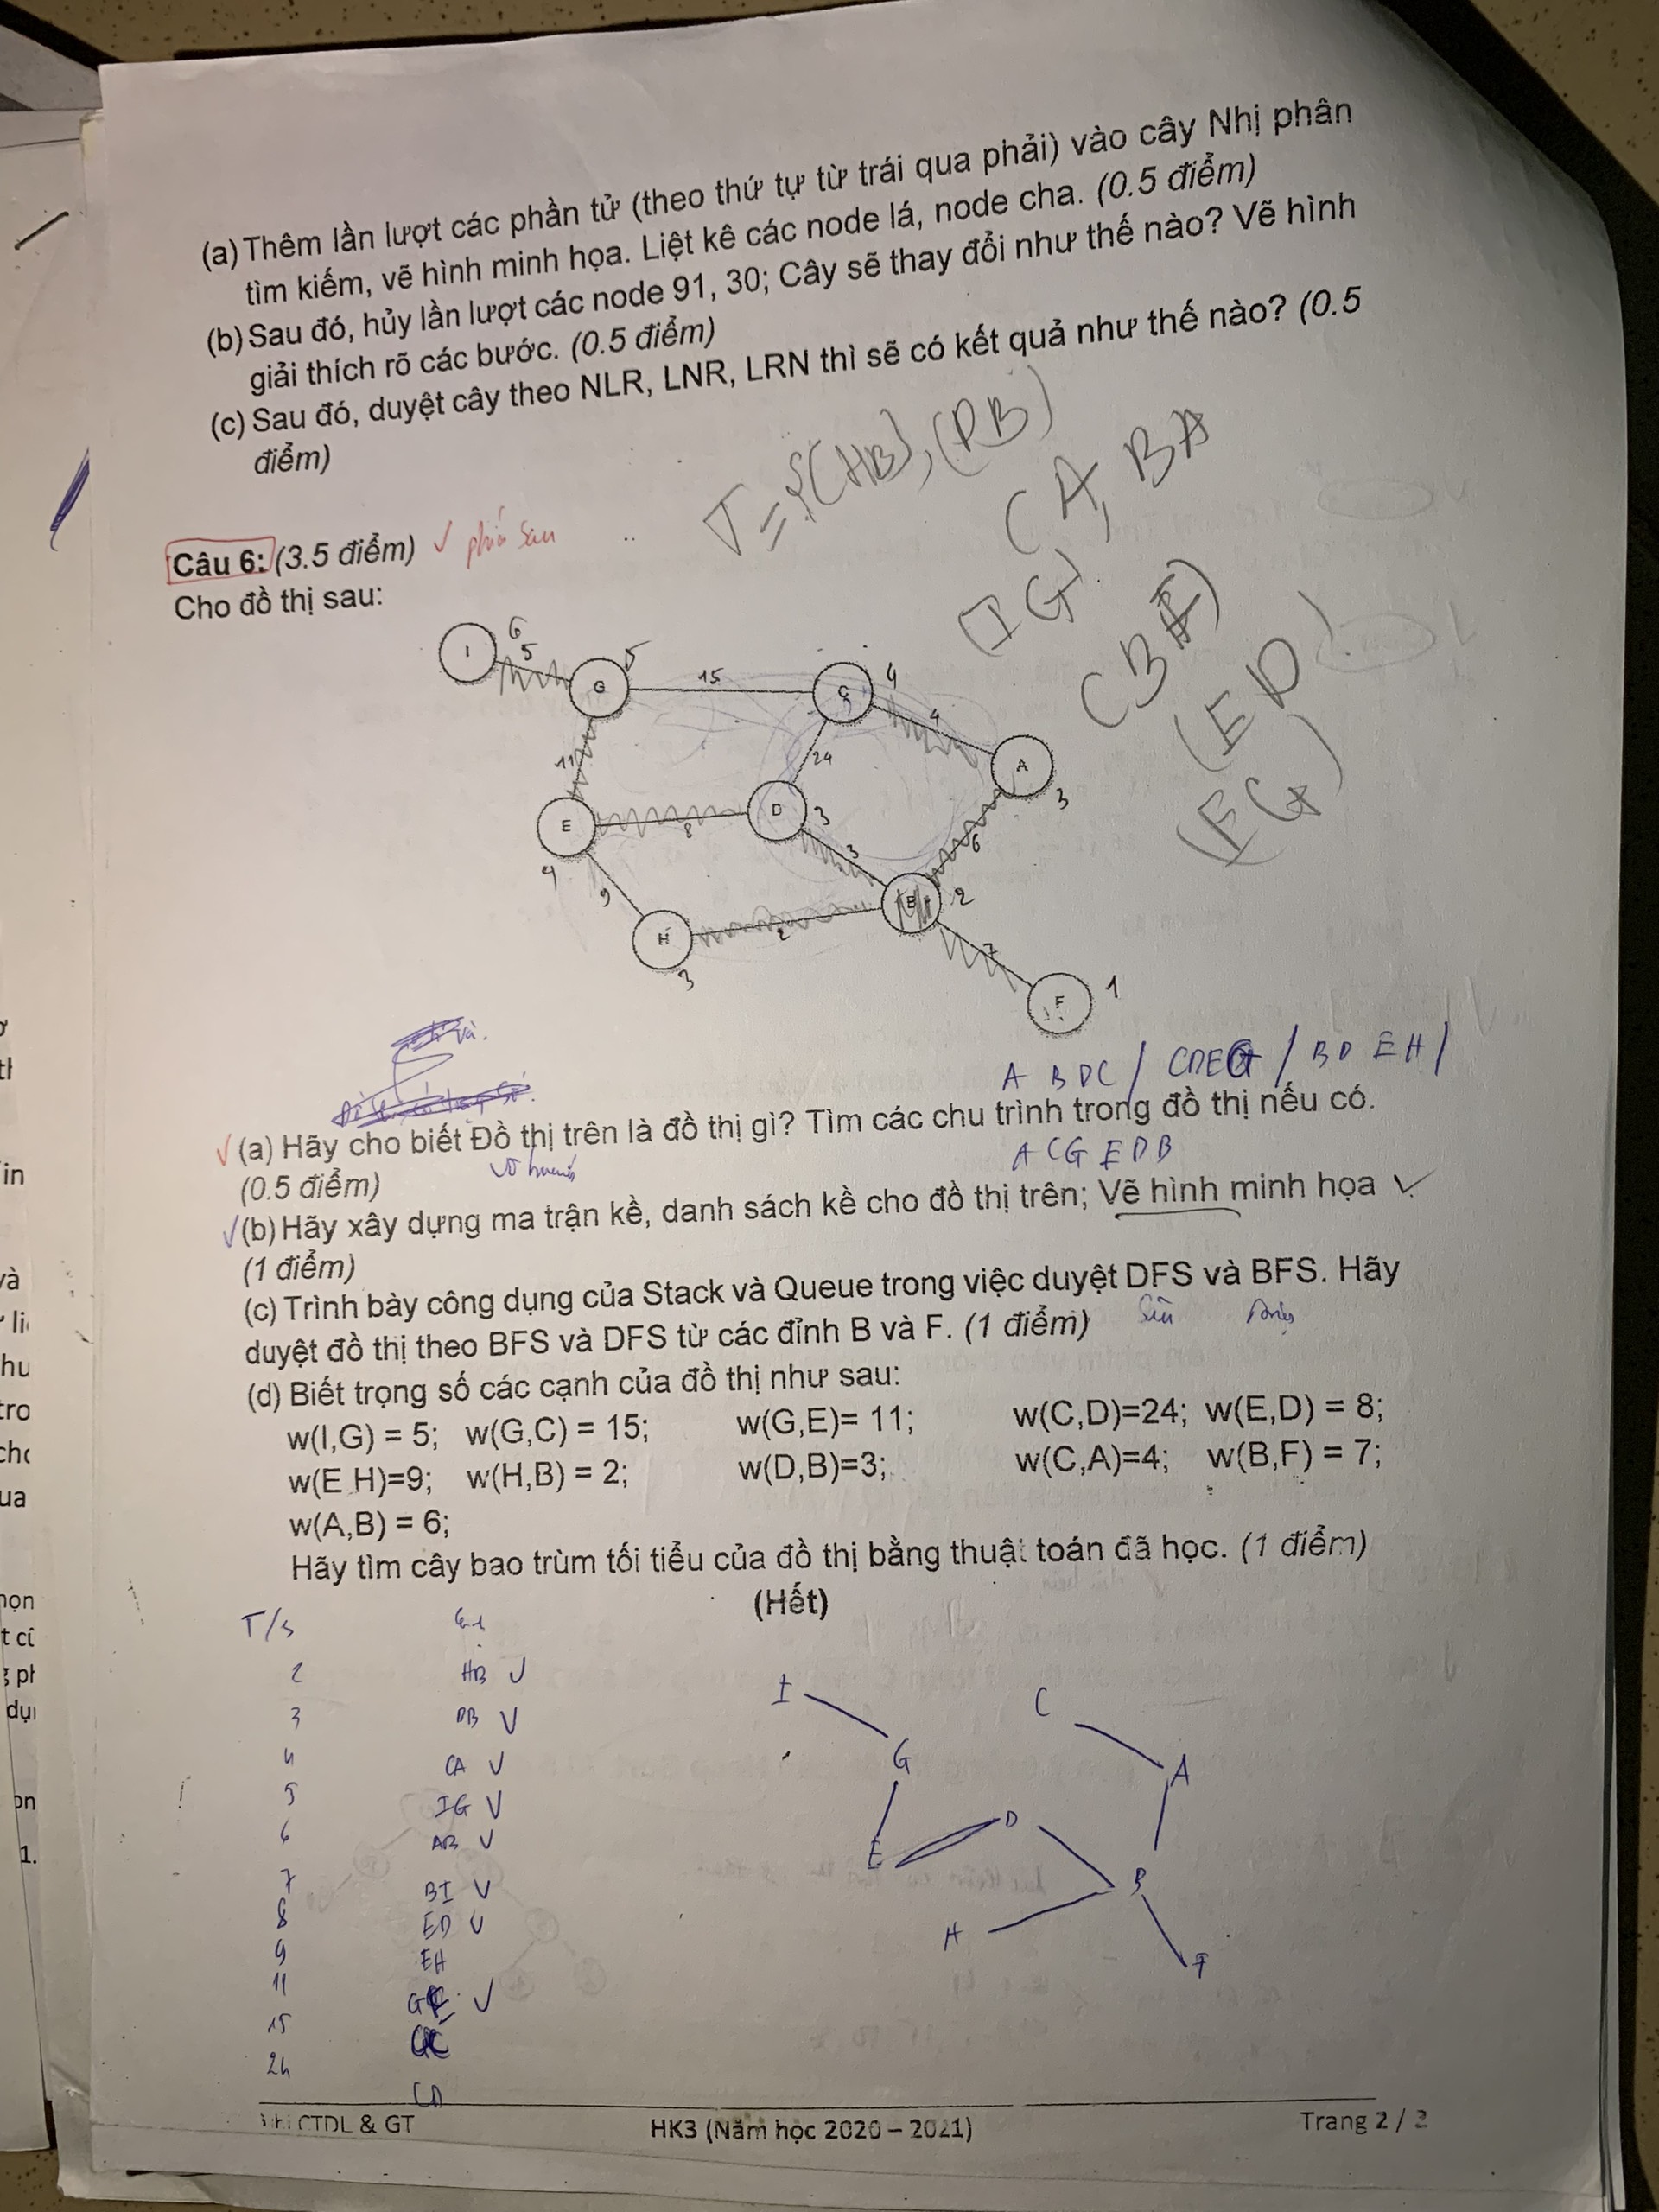 (a) Thêm lần lượt các phần tử (theo thứ tự từ trái qua phải) vào cây Nhị phân
tìm kiếm, vẽ hình minh họa. Liệt kê các node lá, node cha. (0.5 điểm)
(b) Sau đó, hủy lần lượt các node 91, 30; Cây sẽ thay đổi như thế nào? Vẽ hình
giải thích rõ các bước. (0.5 điểm)
(c) Sau đó, duyệt cây theo NLR, LNR, LRN thì sẽ có kết quả như thế nào? (0.5
điểm)
T = {(HB), (DB)
CA, BA
(IG)
(ED)
Câu 6: (3.5 điểm)
Cho đồ thị sau:
I 6 5 G 5 15 C 4 4
11 24 A 3
E 8 D 3 3 6
4 9 B 2
H 2 7
3 F 1
A BDC / CDEG / BD EH /
(a) Hãy cho biết Đồ thị trên là đồ thị gì? Tìm các chu trình trong đồ thị nếu có.
ACG EDB
(0.5 điểm)
(b) Hãy xây dựng ma trận kề, danh sách kề cho đồ thị trên; Vẽ hình minh họa
(1 điểm)
(c) Trình bày công dụng của Stack và Queue trong việc duyệt DFS và BFS. Hãy
duyệt đồ thị theo BFS và DFS từ các đỉnh B và F. (1 điểm)
(d) Biết trọng số các cạnh của đồ thị như sau:
w(I,G) = 5; w(G,C) = 15; w(G,E)= 11; w(C,D)=24; w(E,D) = 8;
w(E H)=9; w(H,B) = 2; w(D,B)=3; w(C,A)=4; w(B,F) = 7;
w(A,B) = 6;
Hãy tìm cây bao trùm tối tiểu của đồ thị bằng thuật toán đã học. (1 điểm)
(Hết)
T/s
2 HB
3 DB
4 CA
5 IG
6 AB
7 BI
8 ED
9 EH
11 GE
15 GC
24 CD
I C
G A
E D
B
H
F
CTDL & GT HK3 (Năm học 2020 – 2021) Trang 2 / 2